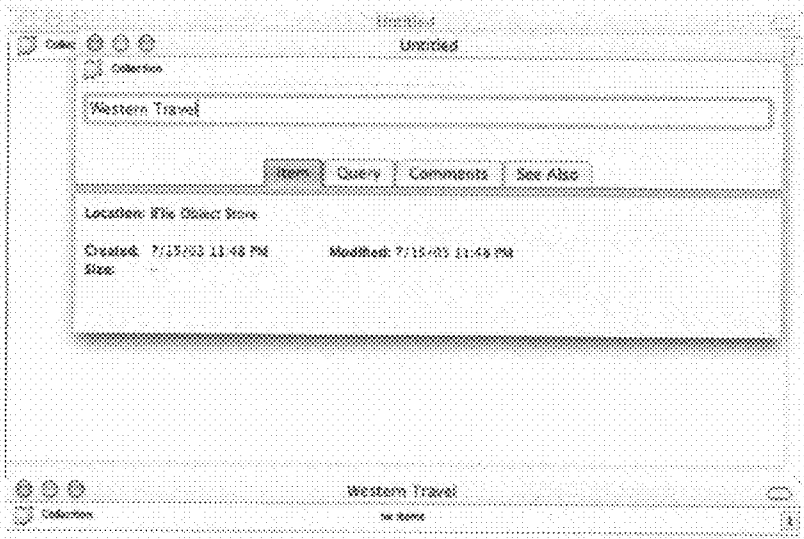 Untitled
Untitled
Collection
Western Travel
Item Query Comments See Also
Location: iFile Object Store
Created: 7/15/03 11:48 PM Modified: 7/15/03 11:48 PM
Size: -
Western Travel
Collection no items